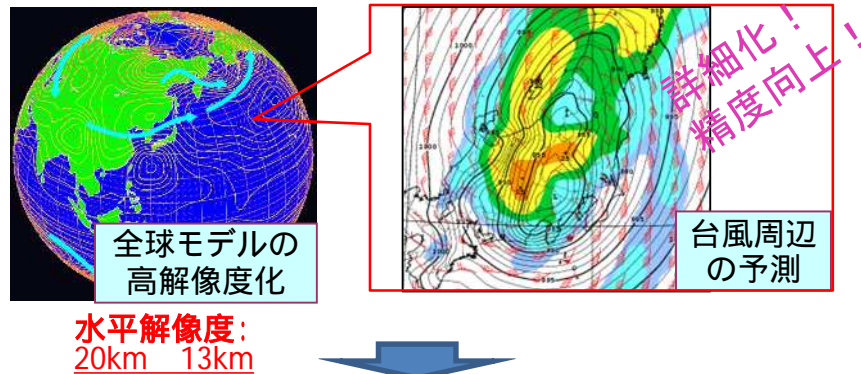 詳細化！
精度向上！
全球モデルの
高解像度化
台風周辺
の予測
水平解像度:
20km 13km